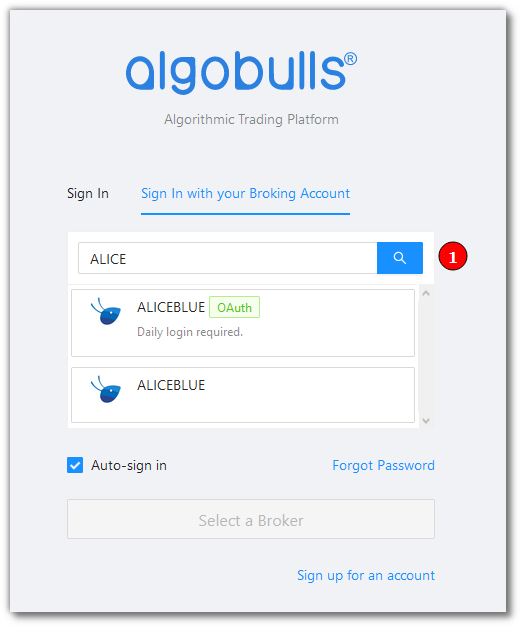 algobulls®
Algorithmic Trading Platform
Sign In Sign In with your Broking Account
ALICE
1
ALICEBLUE OAuth
Daily login required.
ALICEBLUE
Auto-sign in Forgot Password
Select a Broker
Sign up for an account